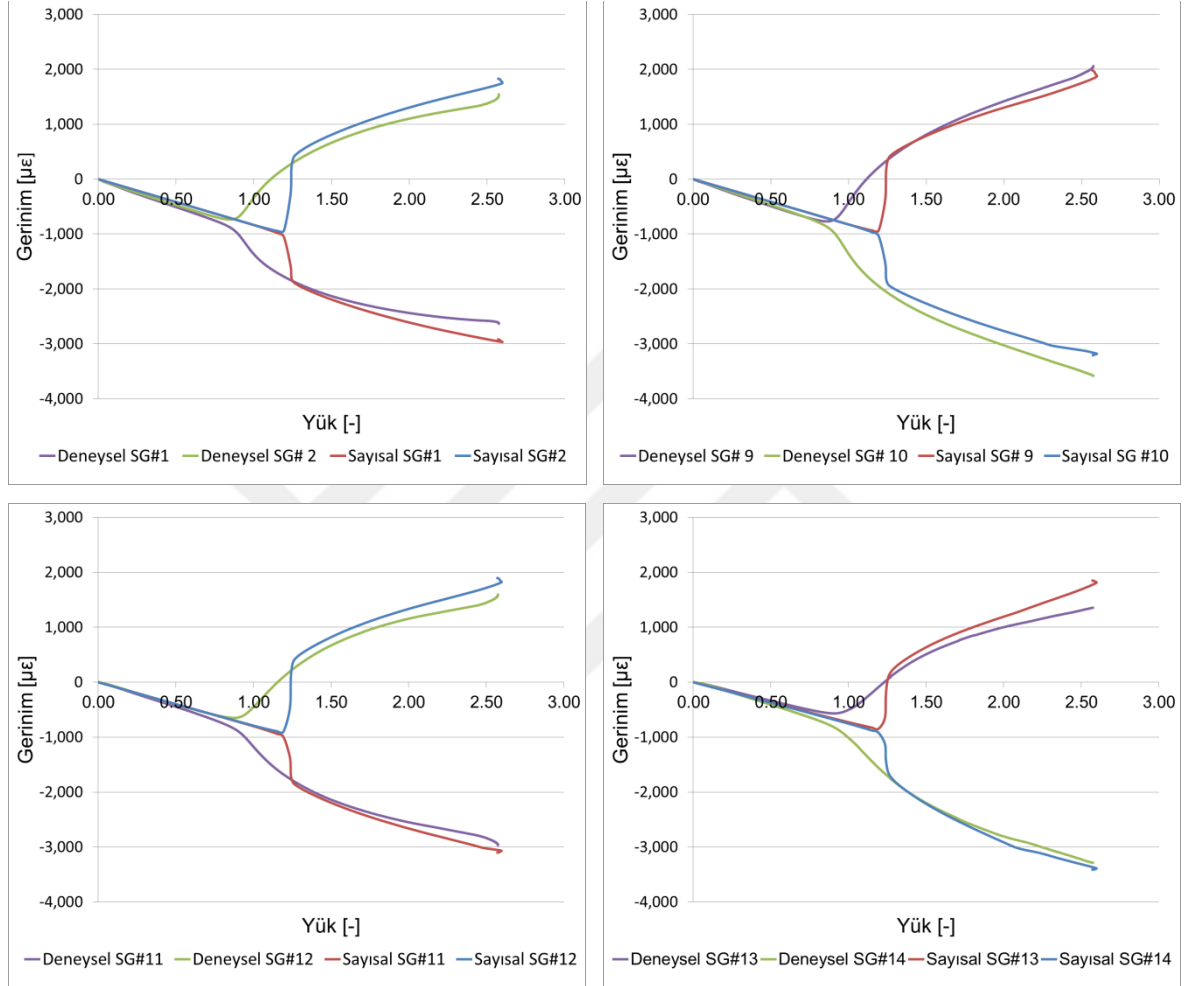 3,000
2,000
1,000
0
-1,000
-2,000
-3,000
-4,000
0.00 0.50 1.00 1.50 2.00 2.50 3.00
Gerinim [µε]
Yük [-]
Deneysel SG#1 Deneysel SG# 2 Sayısal SG#1 Sayısal SG#2
3,000
2,000
1,000
0
-1,000
-2,000
-3,000
-4,000
0.00 0.50 1.00 1.50 2.00 2.50 3.00
Gerinim [µε]
Yük [-]
Deneysel SG# 9 Deneysel SG# 10 Sayısal SG# 9 Sayısal SG #10
3,000
2,000
1,000
0
-1,000
-2,000
-3,000
-4,000
0.00 0.50 1.00 1.50 2.00 2.50 3.00
Gerinim [µε]
Yük [-]
Deneysel SG#11 Deneysel SG#12 Sayısal SG#11 Sayısal SG#12
3,000
2,000
1,000
0
-1,000
-2,000
-3,000
-4,000
0.00 0.50 1.00 1.50 2.00 2.50 3.00
Gerinim [µε]
Yük [-]
Deneysel SG#13 Deneysel SG#14 Sayısal SG#13 Sayısal SG#14